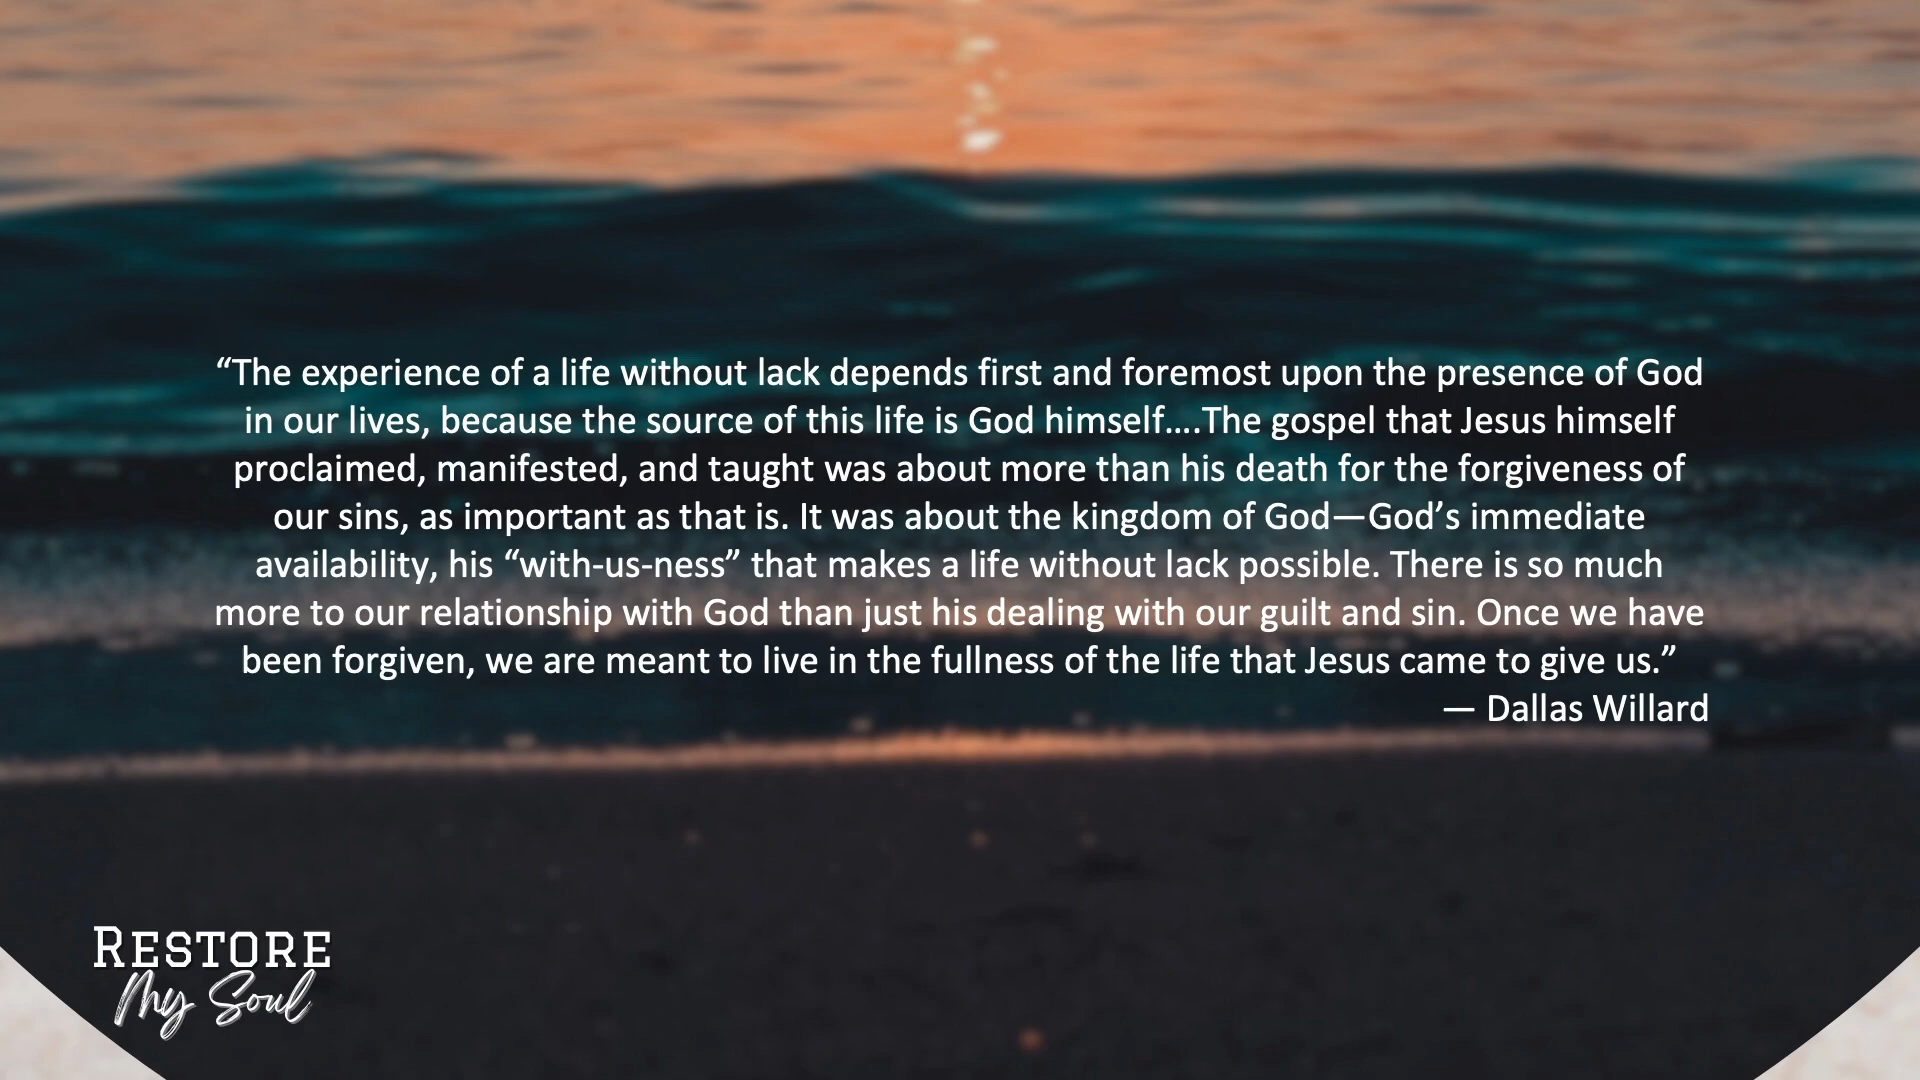 “The experience of a life without lack depends first and foremost upon the presence of God
in our lives, because the source of this life is God himself....The gospel that Jesus himself
proclaimed, manifested, and taught was about more than his death for the forgiveness of
our sins, as important as that is. It was about the kingdom of God—God’s immediate
availability, his “with-us-ness” that makes a life without lack possible. There is so much
more to our relationship with God than just his dealing with our guilt and sin. Once we have
been forgiven, we are meant to live in the fullness of the life that Jesus came to give us.”
— Dallas Willard
RESTORE
My Soul